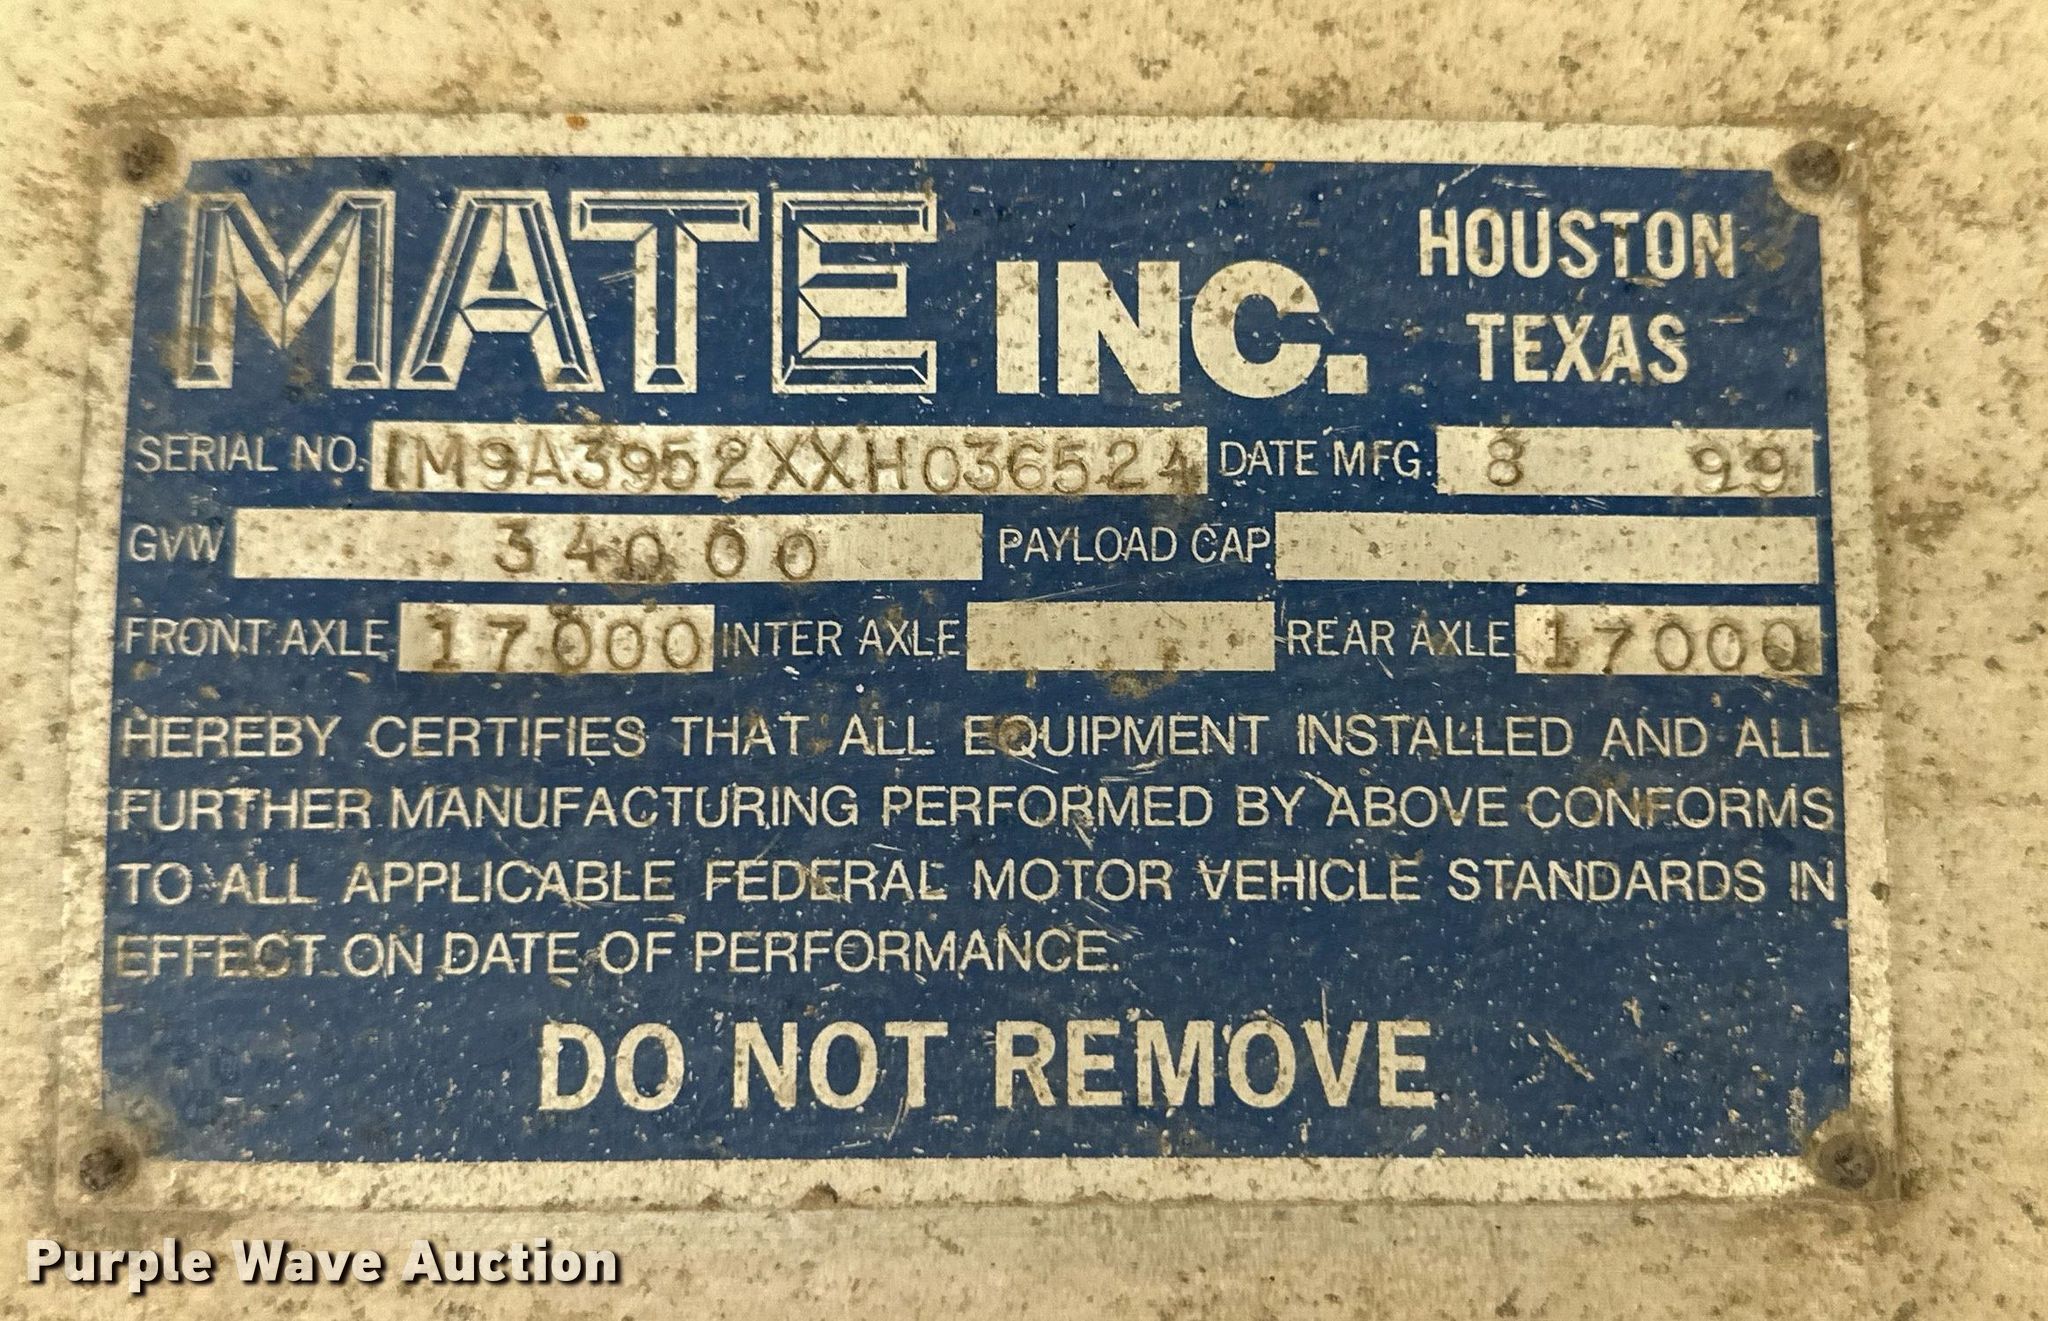 MATE INC.
HOUSTON
TEXAS
SERIAL NO. 1M9A3952XXH036524 DATE MFG. 8 99
GVW 34000 PAYLOAD CAP
FRONT AXLE 17000 INTER AXLE REAR AXLE 17000
HEREBY CERTIFIES THAT ALL EQUIPMENT INSTALLED AND ALL
FURTHER MANUFACTURING PERFORMED BY ABOVE CONFORMS
TO ALL APPLICABLE FEDERAL MOTOR VEHICLE STANDARDS IN
EFFECT ON DATE OF PERFORMANCE.
DO NOT REMOVE
Purple Wave Auction